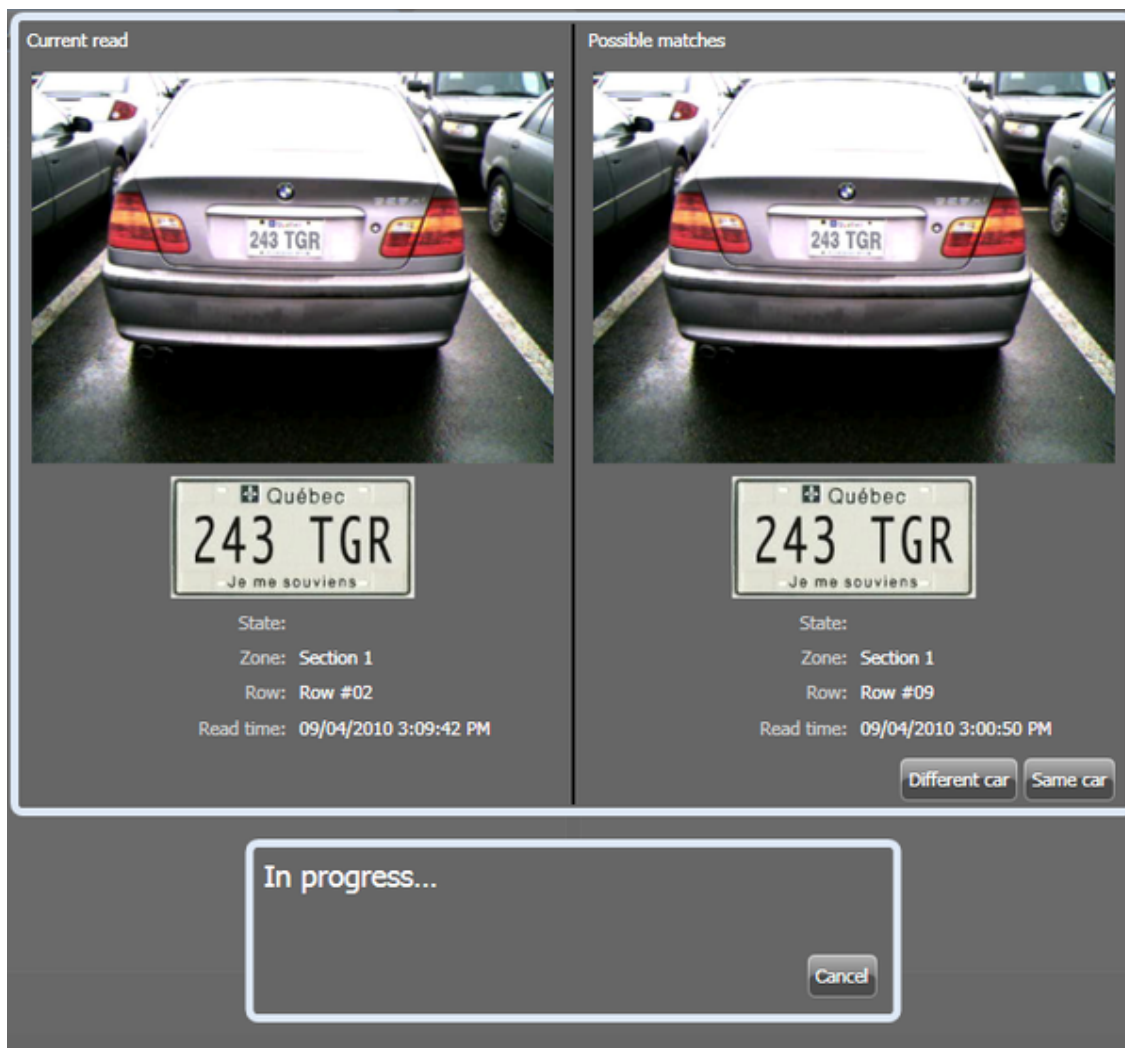 Current read
243 TGR
Québec
243 TGR
Je me souviens
State:
Zone: Section 1
Row: Row #02
Read time: 09/04/2010 3:09:42 PM
Possible matches
243 TGR
Québec
243 TGR
Je me souviens
State:
Zone: Section 1
Row: Row #09
Read time: 09/04/2010 3:00:50 PM
Different car
Same car
In progress...
Cancel